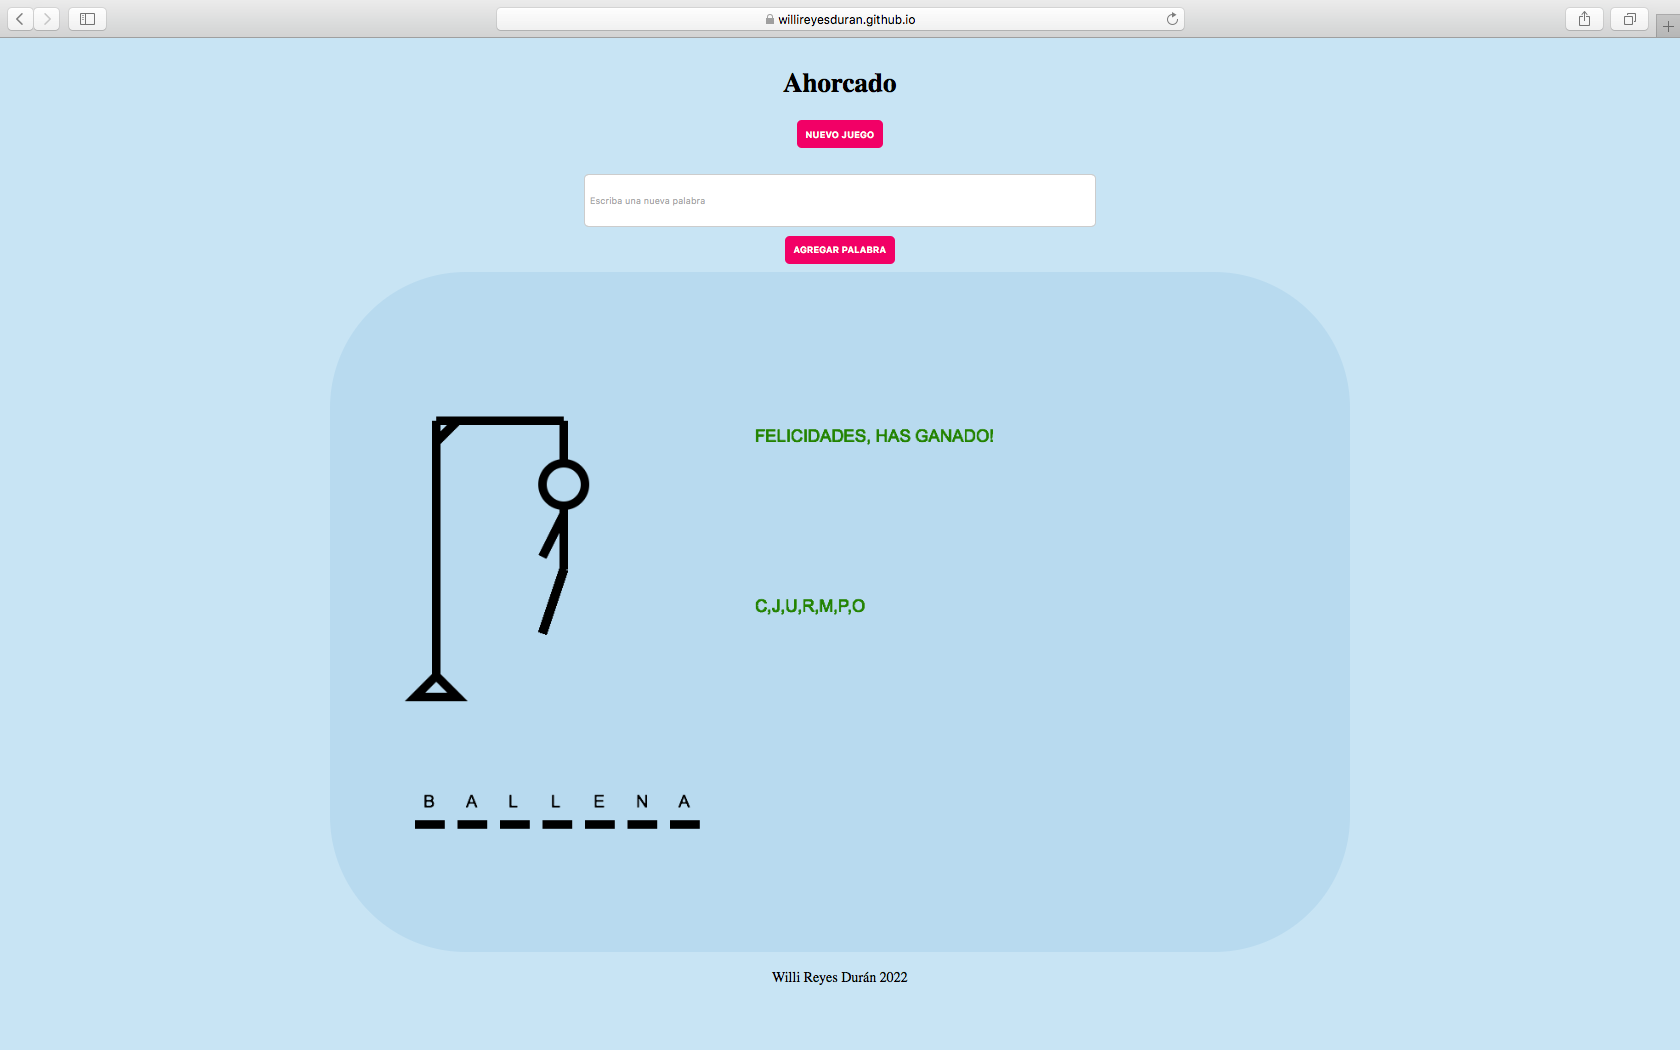 willireyesduran.github.io
Ahorcado
NUEVO JUEGO
Escriba una nueva palabra
AGREGAR PALABRA
FELICIDADES, HAS GANADO!
C,J,U,R,M,P,O
B A L L E N A
Willi Reyes Durán 2022